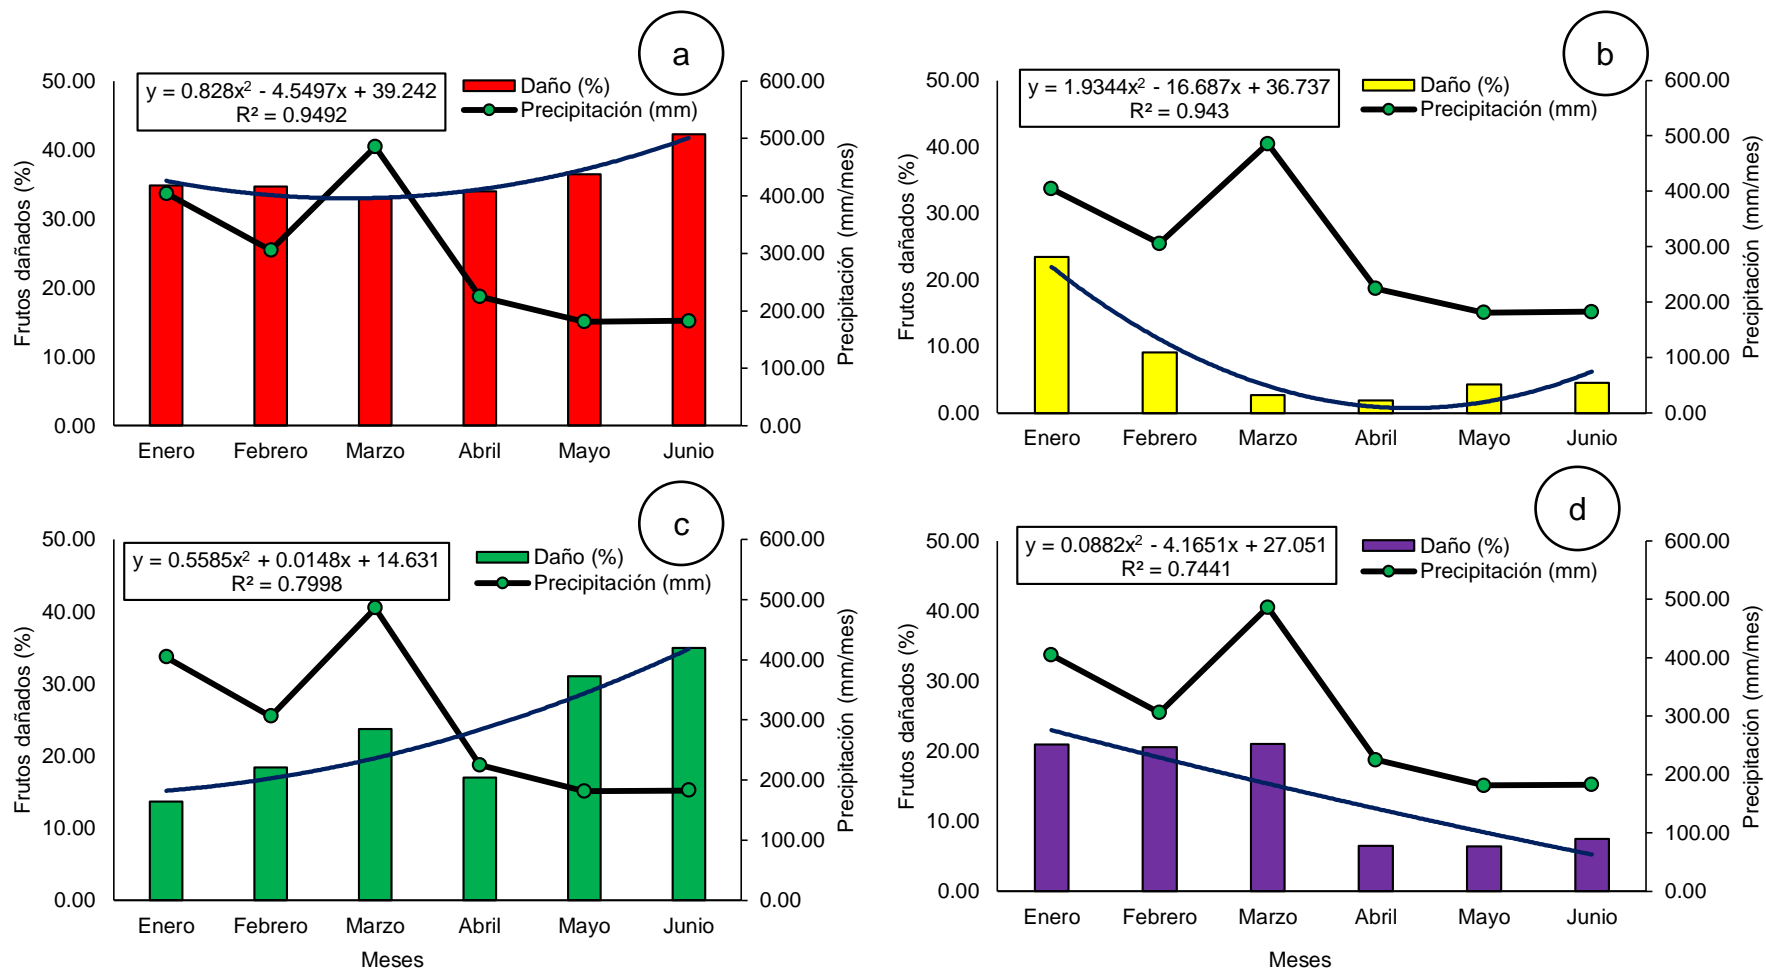 a
y = 0.828x² - 4.5497x + 39.242
R² = 0.9492
Daño (%)
Precipitación (mm)
Frutos dañados (%)
50.00
40.00
30.00
20.00
10.00
0.00
600.00
500.00
400.00
300.00
200.00
100.00
0.00
Precipitación (mm/mes)
Enero Febrero Marzo Abril Mayo Junio
b
y = 1.9344x² - 16.687x + 36.737
R² = 0.943
Daño (%)
Precipitación (mm)
Frutos dañados (%)
50.00
40.00
30.00
20.00
10.00
0.00
600.00
500.00
400.00
300.00
200.00
100.00
0.00
Precipitación (mm/mes)
Enero Febrero Marzo Abril Mayo Junio
c
y = 0.5585x² + 0.0148x + 14.631
R² = 0.7998
Daño (%)
Precipitación (mm)
Frutos dañados (%)
50.00
40.00
30.00
20.00
10.00
0.00
600.00
500.00
400.00
300.00
200.00
100.00
0.00
Precipitación (mm/mes)
Enero Febrero Marzo Abril Mayo Junio
Meses
d
y = 0.0882x² - 4.1651x + 27.051
R² = 0.7441
Daño (%)
Precipitación (mm)
Frutos dañados (%)
50.00
40.00
30.00
20.00
10.00
0.00
600.00
500.00
400.00
300.00
200.00
100.00
0.00
Precipitación (mm/mes)
Enero Febrero Marzo Abril Mayo Junio
Meses